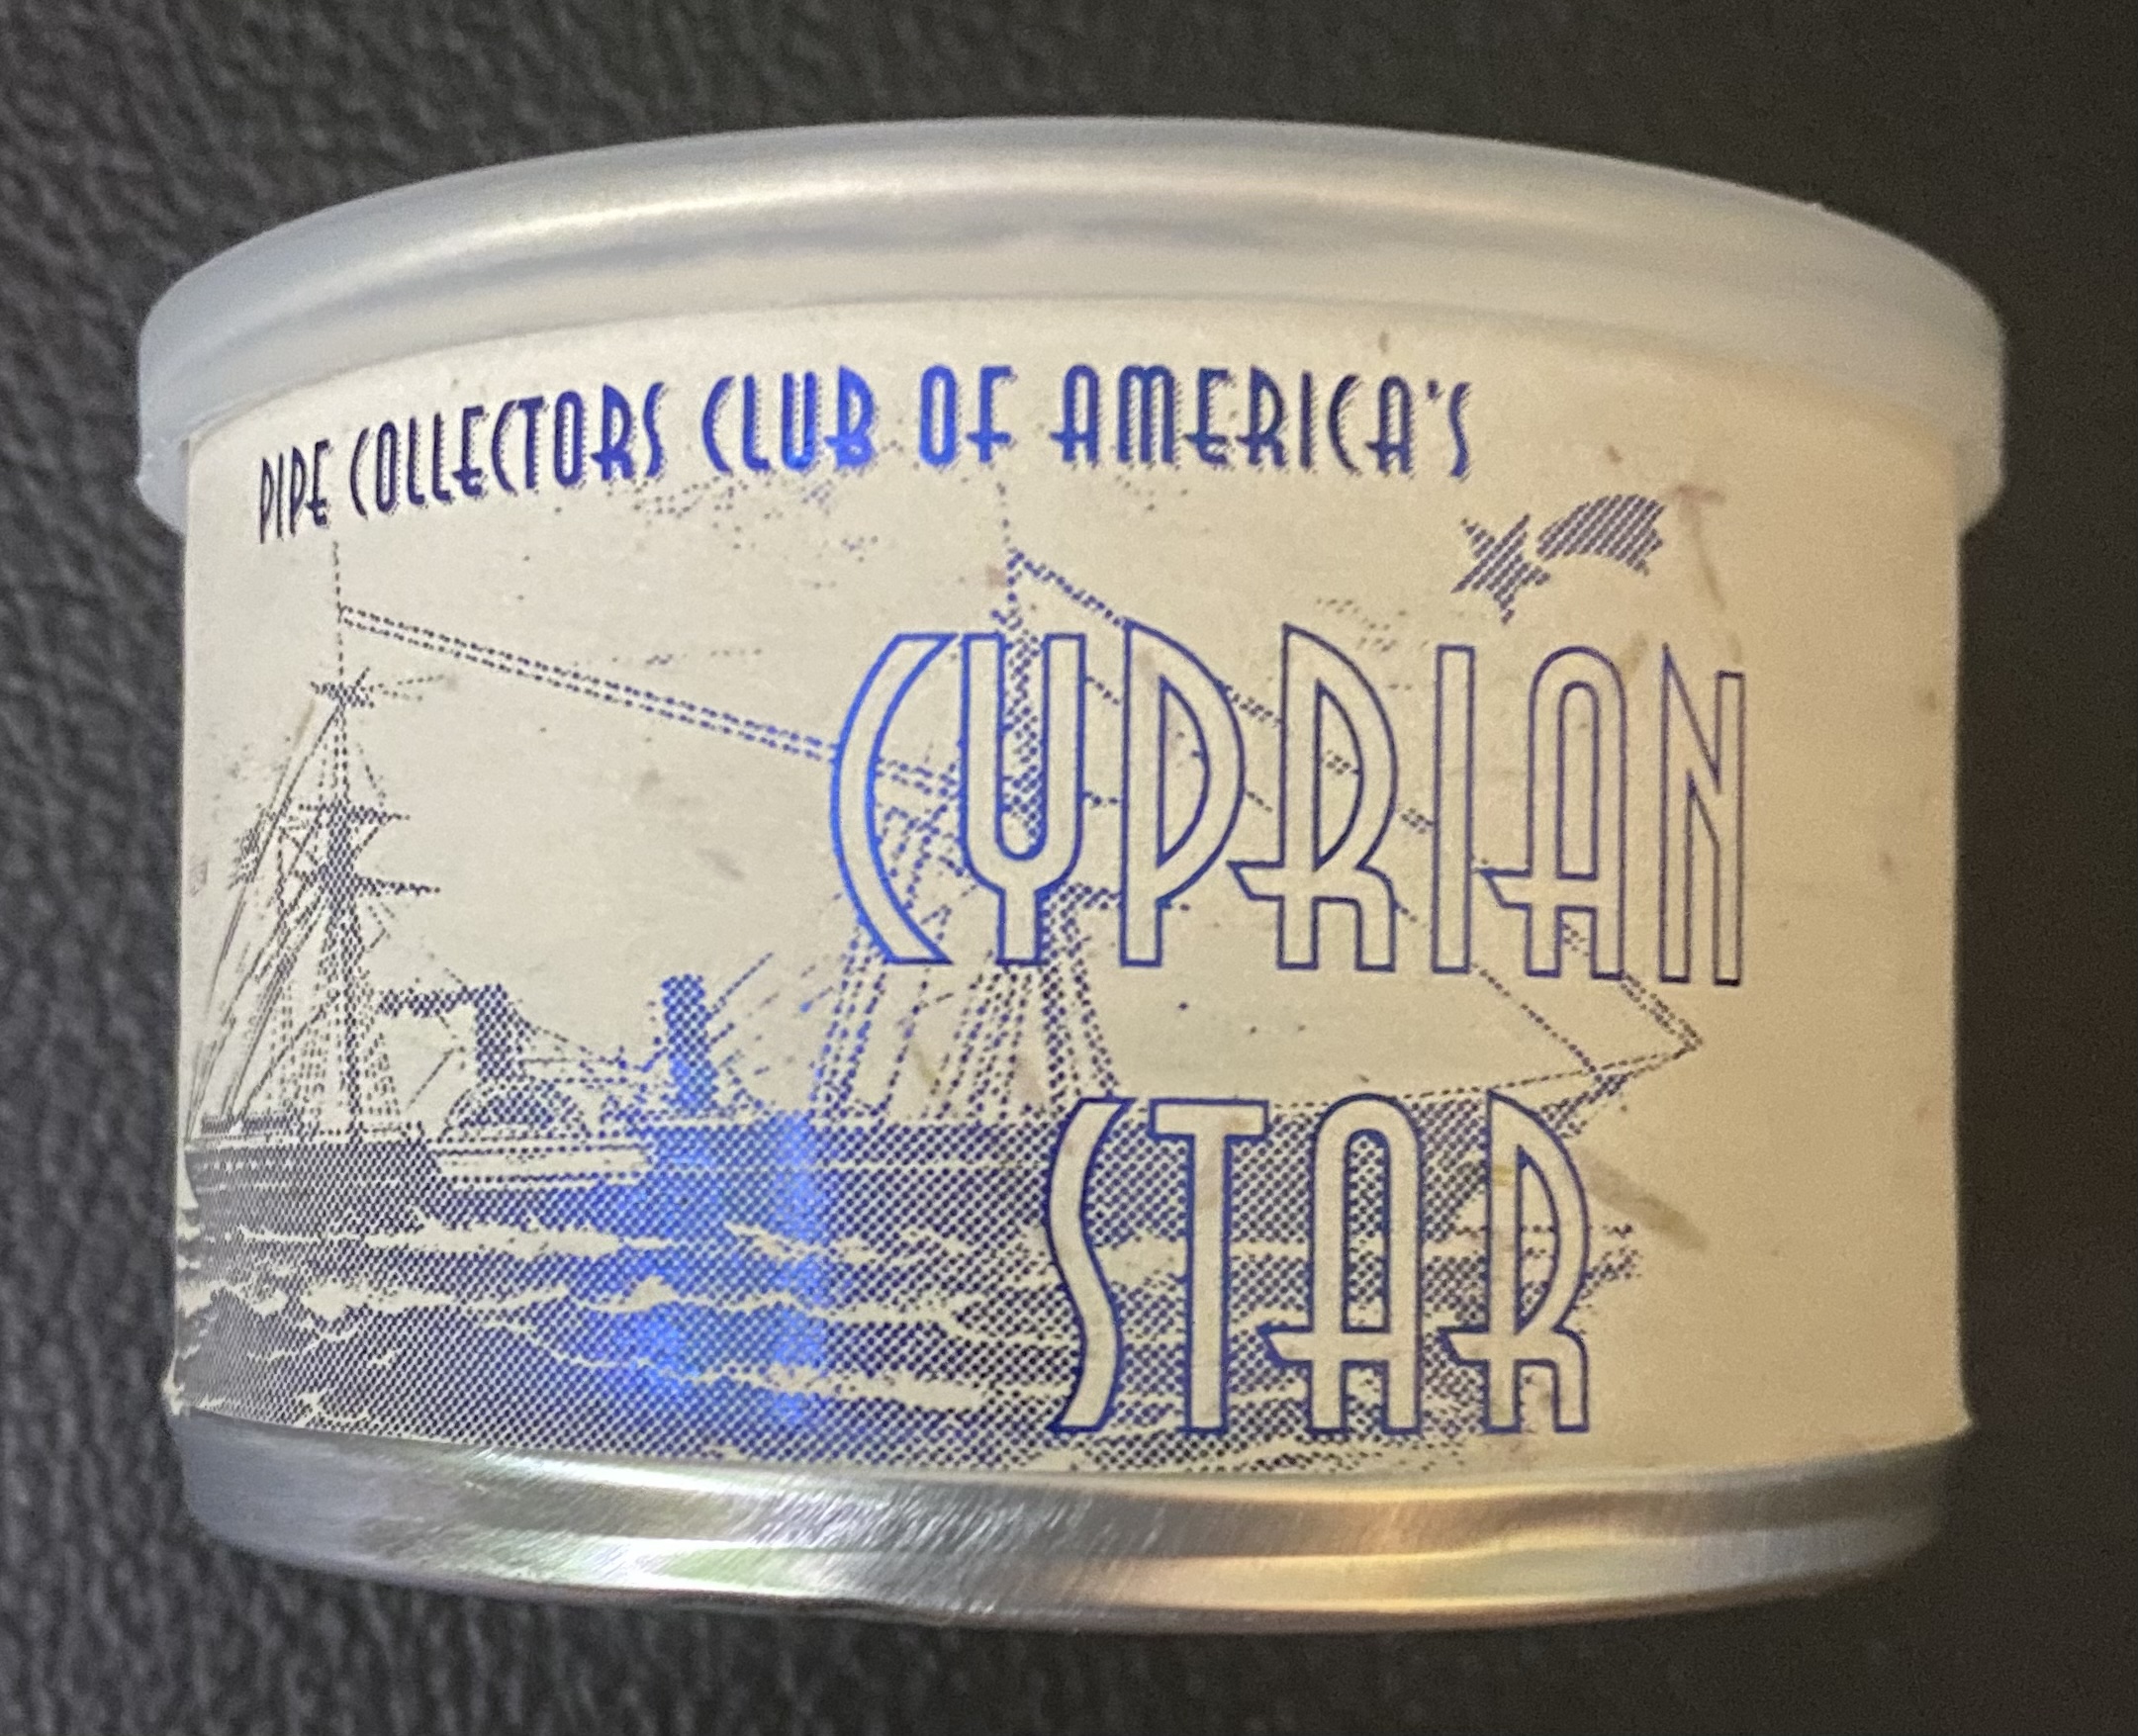 PIPE COLLECTORS CLUB OF AMERICA'S
CYPRIAN
STAR